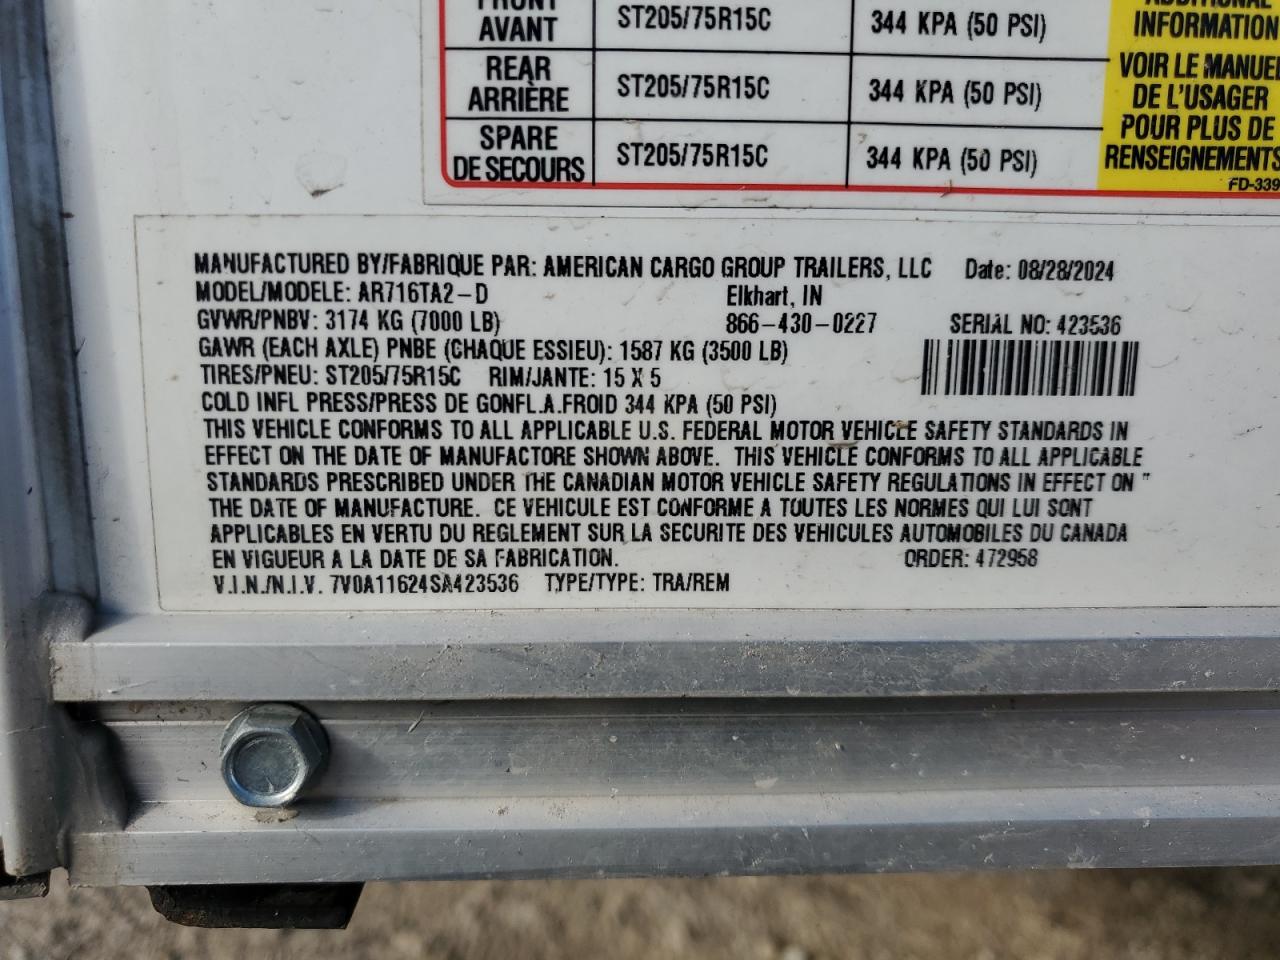 FRONT
AVANT ST205/75R15C 344 KPA (50 PSI)
REAR
ARRIÈRE ST205/75R15C 344 KPA (50 PSI)
SPARE
DE SECOURS ST205/75R15C 344 KPA (50 PSI)
ADDITIONAL
INFORMATION
VOIR LE MANUEL
DE L'USAGER
POUR PLUS DE
RENSEIGNEMENTS
FD-339
MANUFACTURED BY/FABRIQUE PAR: AMERICAN CARGO GROUP TRAILERS, LLC Date: 08/28/2024
MODEL/MODELE: AR716TA2-D Elkhart, IN
GVWR/PNBV: 3174 KG (7000 LB) 866-430-0227 SERIAL NO: 423536
GAWR (EACH AXLE) PNBE (CHAQUE ESSIEU): 1587 KG (3500 LB)
TIRES/PNEU: ST205/75R15C RIM/JANTE: 15 X 5
COLD INFL PRESS/PRESS DE GONFL.A.FROID 344 KPA (50 PSI)
THIS VEHICLE CONFORMS TO ALL APPLICABLE U.S. FEDERAL MOTOR VEHICLE SAFETY STANDARDS IN
EFFECT ON THE DATE OF MANUFACTORE SHOWN ABOVE. THIS VEHICLE CONFORMS TO ALL APPLICABLE
STANDARDS PRESCRIBED UNDER THE CANADIAN MOTOR VEHICLE SAFETY REGULATIONS IN EFFECT ON "
THE DATE OF MANUFACTURE. CE VEHICULE EST CONFORME A TOUTES LES NORMES QUI LUI SONT
APPLICABLES EN VERTU DU REGLEMENT SUR LA SECURITE DES VEHICULES AUTOMOBILES DU CANADA
EN VIGUEUR A LA DATE DE SA FABRICATION. ORDER: 472958
V.I.N./N.I.V. 7V0A11624SA423536 TYPE/TYPE: TRA/REM